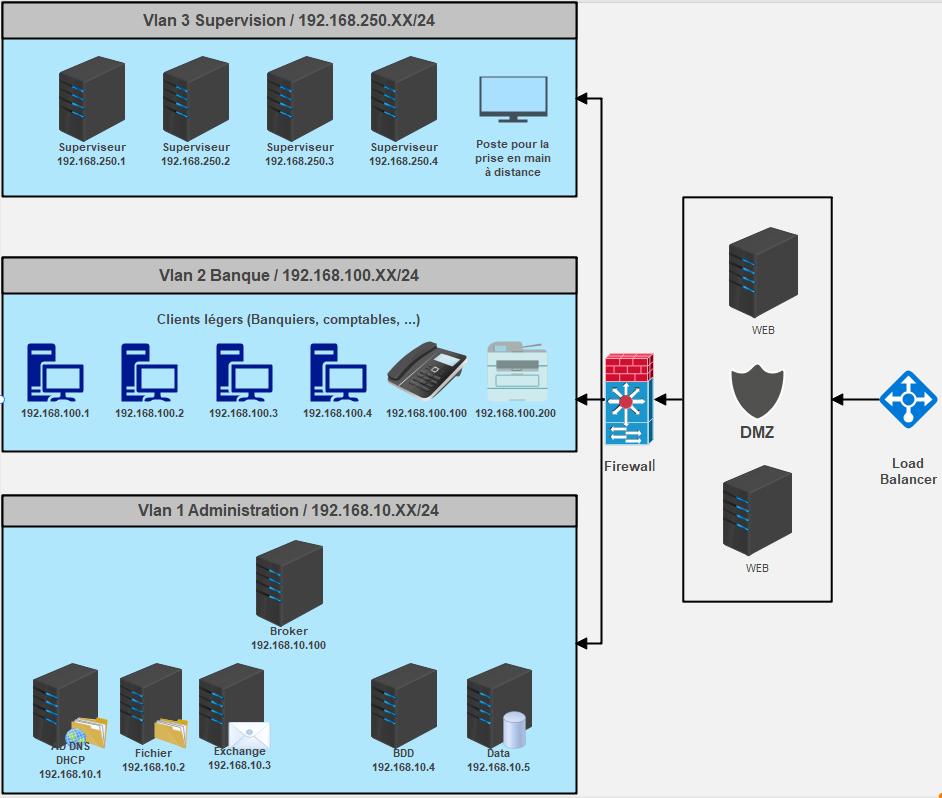 Vlan 3 Supervision / 192.168.250.XX/24
Superviseur
192.168.250.1
Superviseur
192.168.250.2
Superviseur
192.168.250.3
Superviseur
192.168.250.4
Poste pour la
prise en main
à distance
Vlan 2 Banque / 192.168.100.XX/24
Clients légers (Banquiers, comptables, ...)
192.168.100.1
192.168.100.2
192.168.100.3
192.168.100.4
192.168.100.100
192.168.100.200
Vlan 1 Administration / 192.168.10.XX/24
Broker
192.168.10.100
AD DNS
DHCP
192.168.10.1
Fichier
192.168.10.2
Exchange
192.168.10.3
BDD
192.168.10.4
Data
192.168.10.5
Firewall
WEB
DMZ
WEB
Load
Balancer